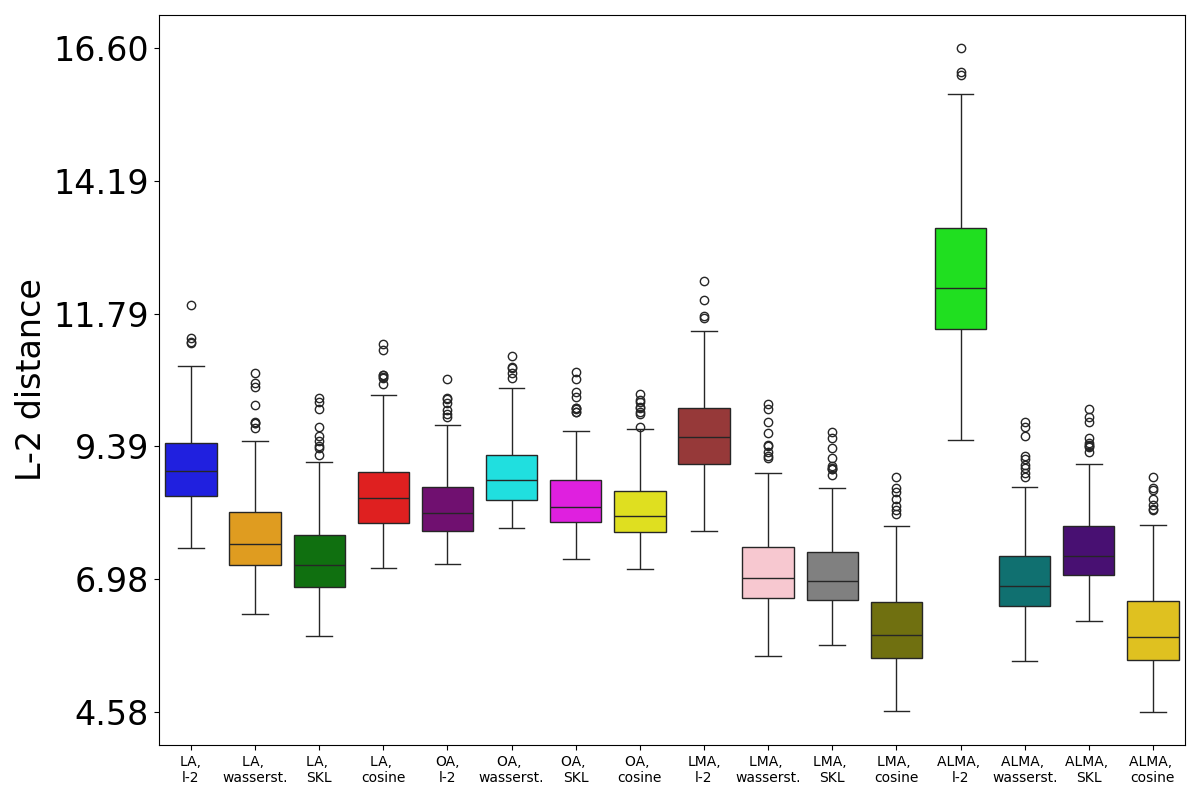 L-2 distance
16.60
14.19
11.79
9.39
6.98
4.58
LA,
l-2
LA,
wasserst.
LA,
SKL
LA,
cosine
OA,
l-2
OA,
wasserst.
OA,
SKL
OA,
cosine
LMA,
l-2
LMA,
wasserst.
LMA,
SKL
LMA,
cosine
ALMA,
l-2
ALMA,
wasserst.
ALMA,
SKL
ALMA,
cosine